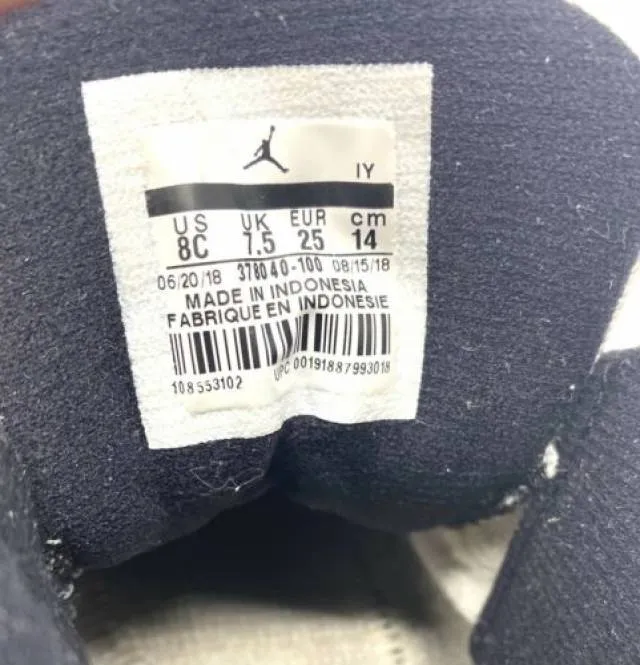 IY
US UK EUR cm
8C 7.5 25 14
06/20/18 378040-100 08/15/18
MADE IN INDONESIA
FABRIQUE EN INDONESIE
108553102 UPC 00191887993018